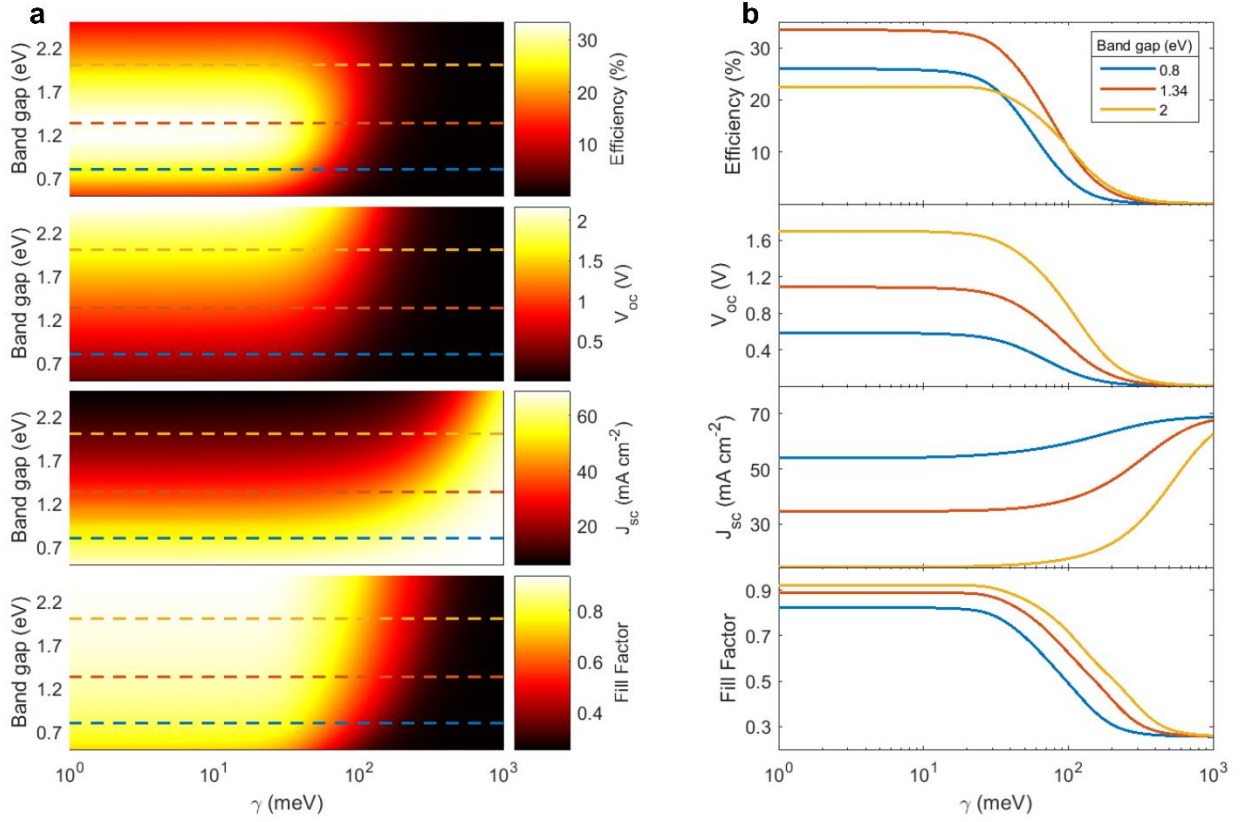 a
2.2
1.7
1.2
0.7
Band gap (eV)
30
20
10
Efficiency (%)
2.2
1.7
1.2
0.7
Band gap (eV)
2
1.5
1
0.5
Voc (V)
2.2
1.7
1.2
0.7
Band gap (eV)
60
40
20
Jsc (mA cm-2)
2.2
1.7
1.2
0.7
Band gap (eV)
0.8
0.6
0.4
Fill Factor
10^0 10^1 10^2 10^3
γ (meV)
b
30
20
10
Efficiency (%)
Band gap (eV)
0.8
1.34
2
1.6
1.2
0.8
0.4
Voc (V)
70
50
30
Jsc (mA cm-2)
0.9
0.7
0.5
0.3
Fill Factor
10^0 10^1 10^2 10^3
γ (meV)